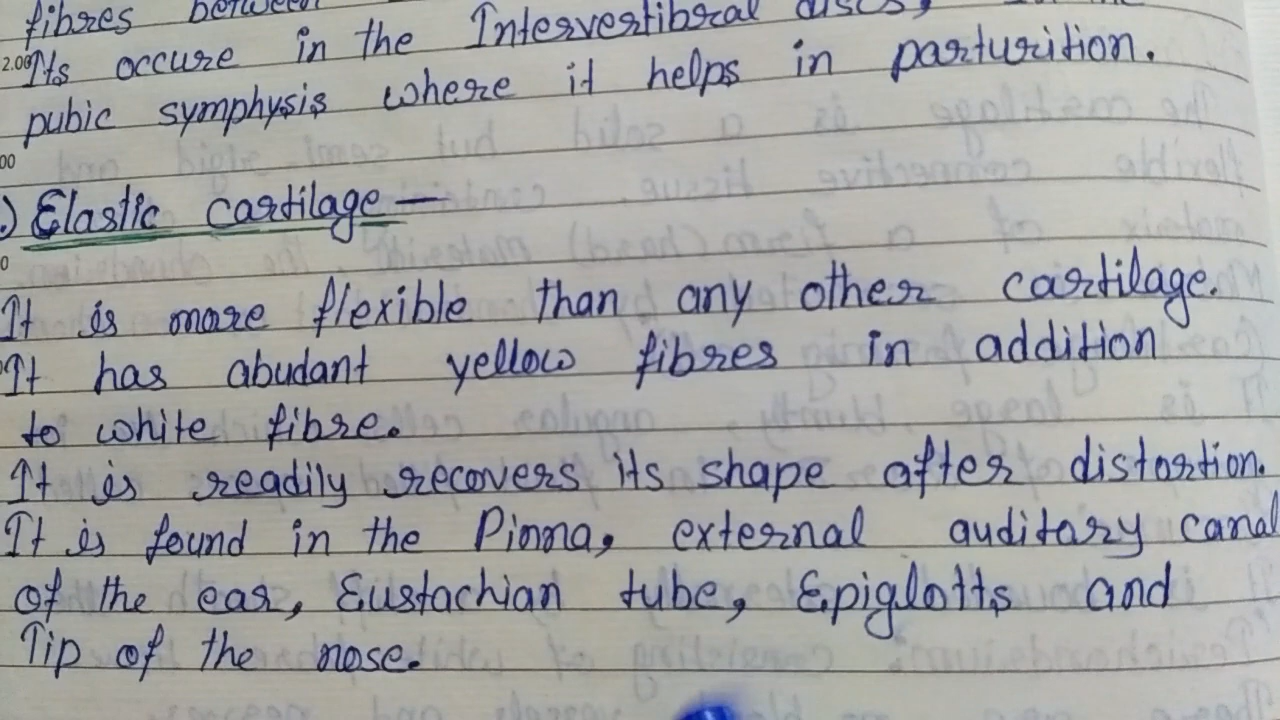 fibres between
Its occure in the Intervertibral discs,
pubic symphysis where it helps in parturition.
) Elastic cartilage —
It is more flexible than any other cartilage.
It has abudant yellow fibres in addition
to white fibre.
It is readily recovers its shape after distortion.
It is found in the Pinna, external auditary canal
of the ear, Eustachian tube, Epiglotts and
Tip of the nose.